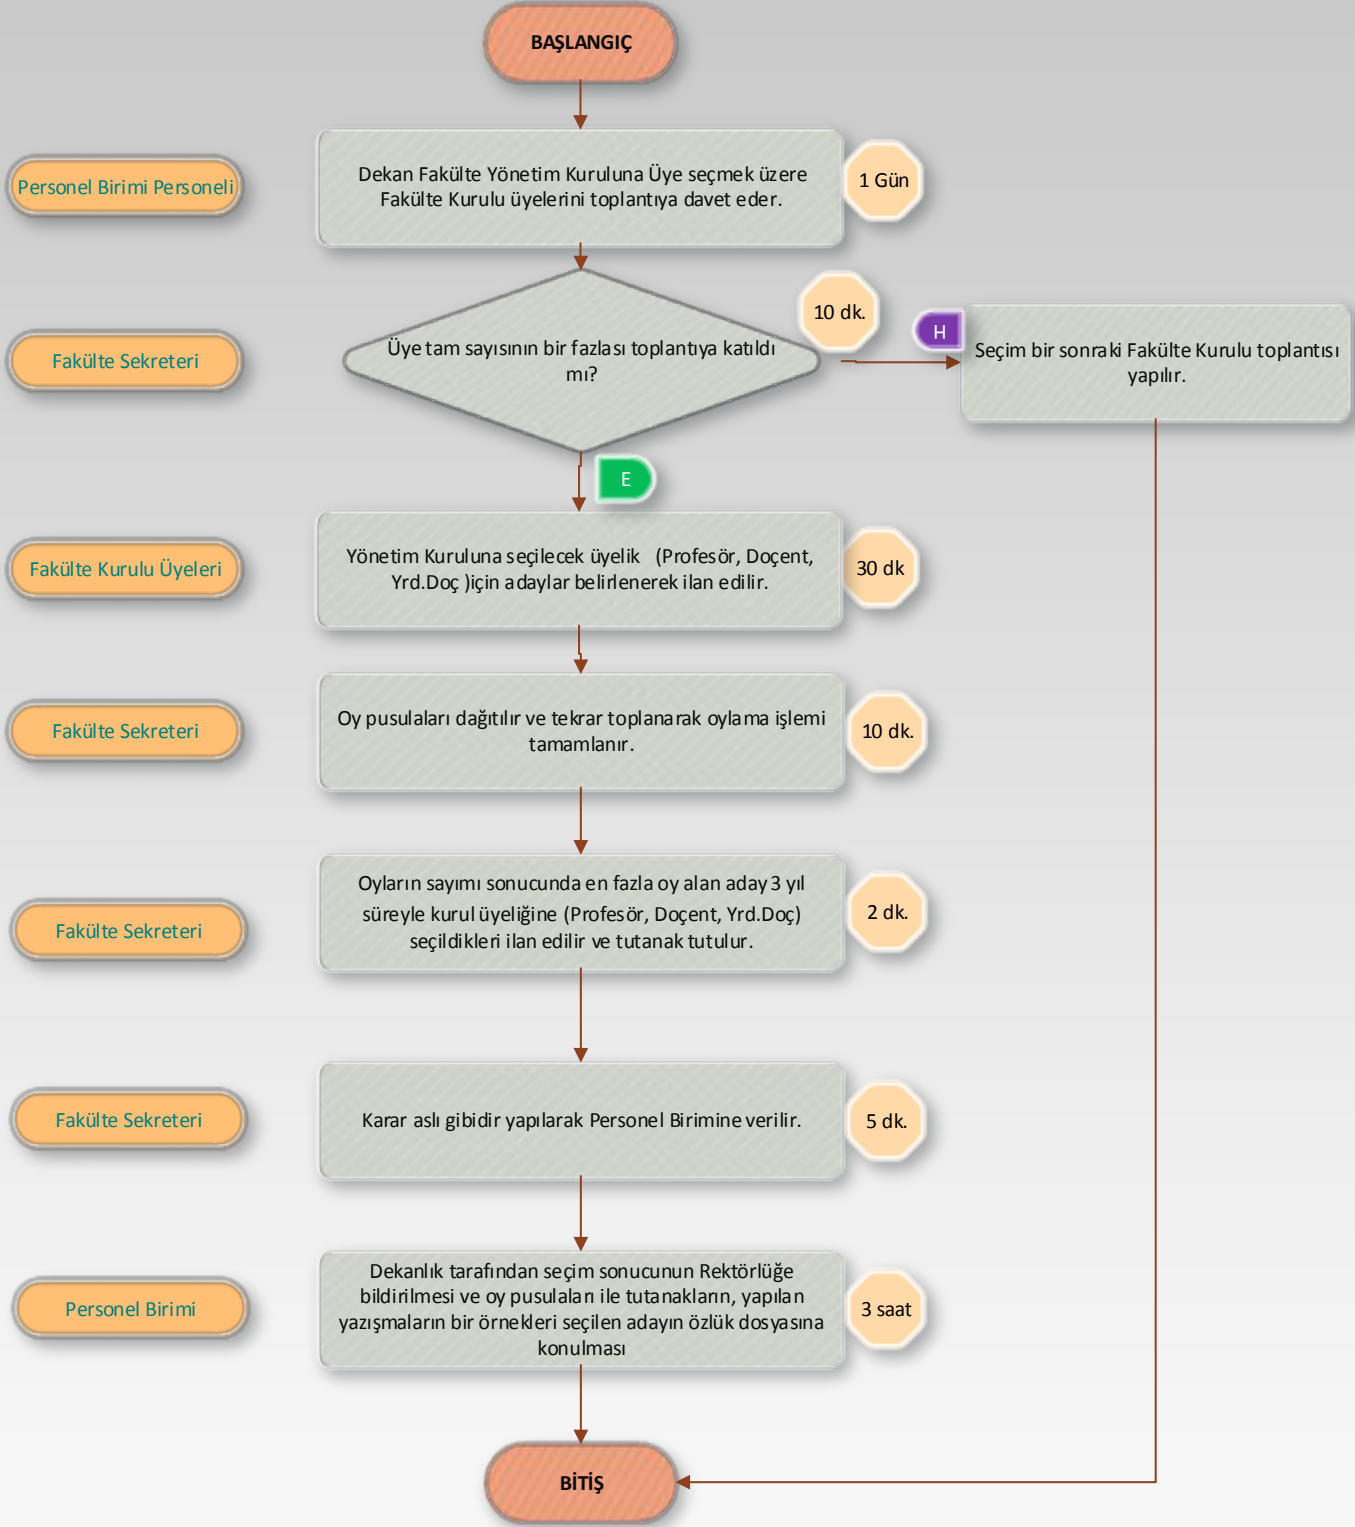 BAŞLANGIÇ
Personel Birimi Personeli
Dekan Fakülte Yönetim Kuruluna Üye seçmek üzere
Fakülte Kurulu üyelerini toplantıya davet eder.
1 Gün
Fakülte Sekreteri
Üye tam sayısının bir fazlası toplantıya katıldı
mı?
10 dk.
H
Seçim bir sonraki Fakülte Kurulu toplantısı
yapılır.
E
Fakülte Kurulu Üyeleri
Yönetim Kuruluna seçilecek üyelik (Profesör, Doçent,
Yrd.Doç )için adaylar belirlenerek ilan edilir.
30 dk
Fakülte Sekreteri
Oy pusulaları dağıtılır ve tekrar toplanarak oylama işlemi
tamamlanır.
10 dk.
Fakülte Sekreteri
Oyların sayımı sonucunda en fazla oy alan aday 3 yıl
süreyle kurul üyeliğine (Profesör, Doçent, Yrd.Doç)
seçildikleri ilan edilir ve tutanak tutulur.
2 dk.
Fakülte Sekreteri
Karar aslı gibidir yapılarak Personel Birimine verilir.
5 dk.
Personel Birimi
Dekanlık tarafından seçim sonucunun Rektörlüğe
bildirilmesi ve oy pusulaları ile tutanakların, yapılan
yazışmaların bir örnekleri seçilen adayın özlük dosyasına
konulması
3 saat
BİTİŞ